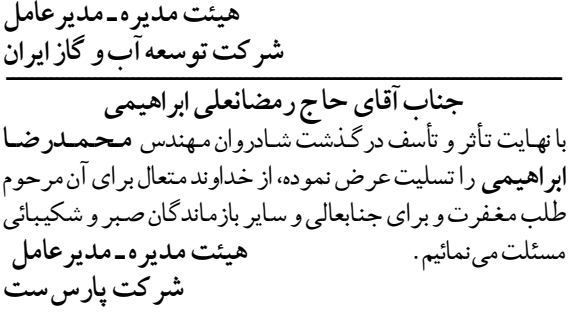 هیئت مدیره ـ مدیرعامل
شرکت توسعه آب و گاز ایران
جناب آقای حاج رمضانعلی ابراهیمی
با نهایت تأثر و تأسف درگذشت شادروان مهندس محمدرضا
ابراهیمی را تسلیت عرض نموده، از خداوند متعال برای آن مرحوم
طلب مغفرت و برای جنابعالی و سایر بازماندگان صبر و شکیبائی
مسئلت می‌نمائیم. هیئت مدیره ـ مدیرعامل
شرکت پارس ست